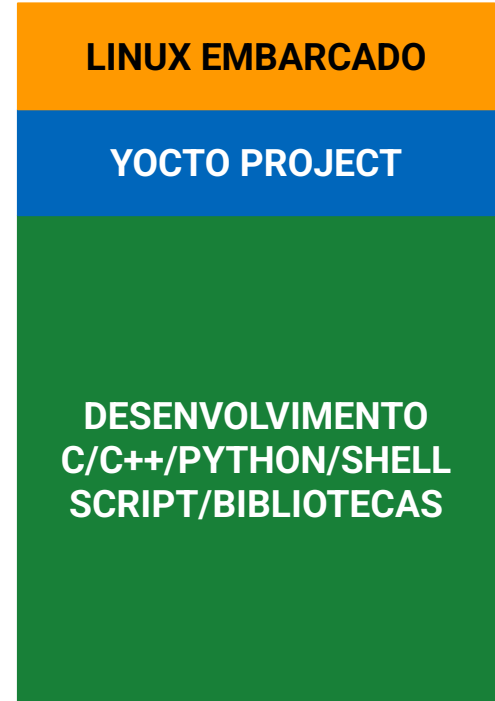 LINUX EMBARCADO
YOCTO PROJECT
DESENVOLVIMENTO
C/C++/PYTHON/SHELL
SCRIPT/BIBLIOTECAS